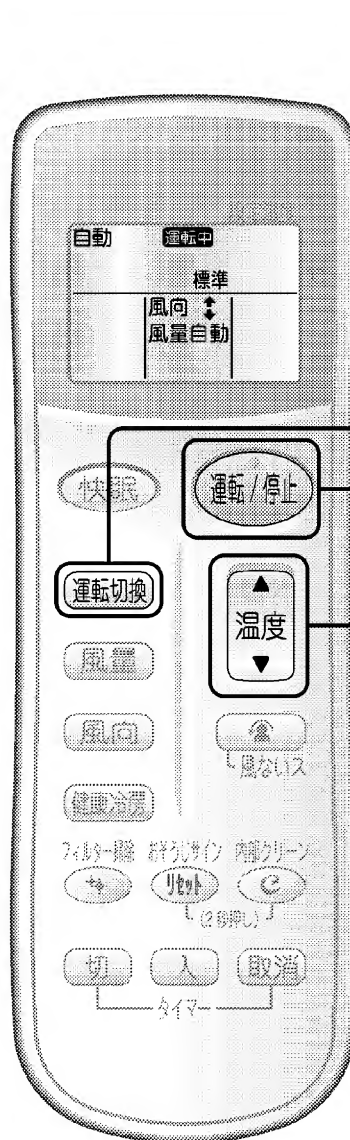 自動 運転中
標準
風向
風量自動
快眠 運転/停止
運転切換
温度
風量
風向
風ないス
健康冷房
フィルター掃除 おそうじサイン 内部クリーン
リセット
(2秒押し)
切 入 取消
タイマー